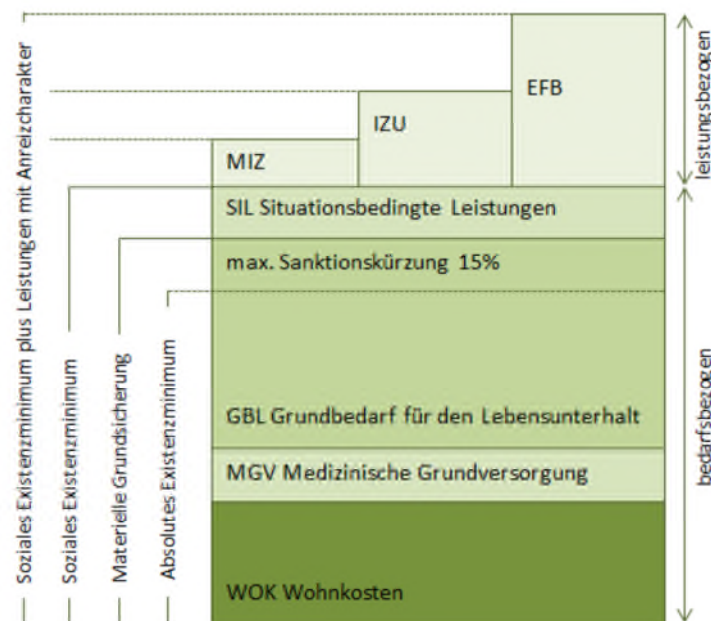 EFB
IZU
MIZ
SIL Situationsbedingte Leistungen
max. Sanktionskürzung 15%
GBL Grundbedarf für den Lebensunterhalt
MGV Medizinische Grundversorgung
WOK Wohnkosten
Soziales Existenzminimum plus Leistungen mit Anreizcharakter
Soziales Existenzminimum
Materielle Grundsicherung
Absolutes Existenzminimum
leistungsbezogen
bedarfsbezogen